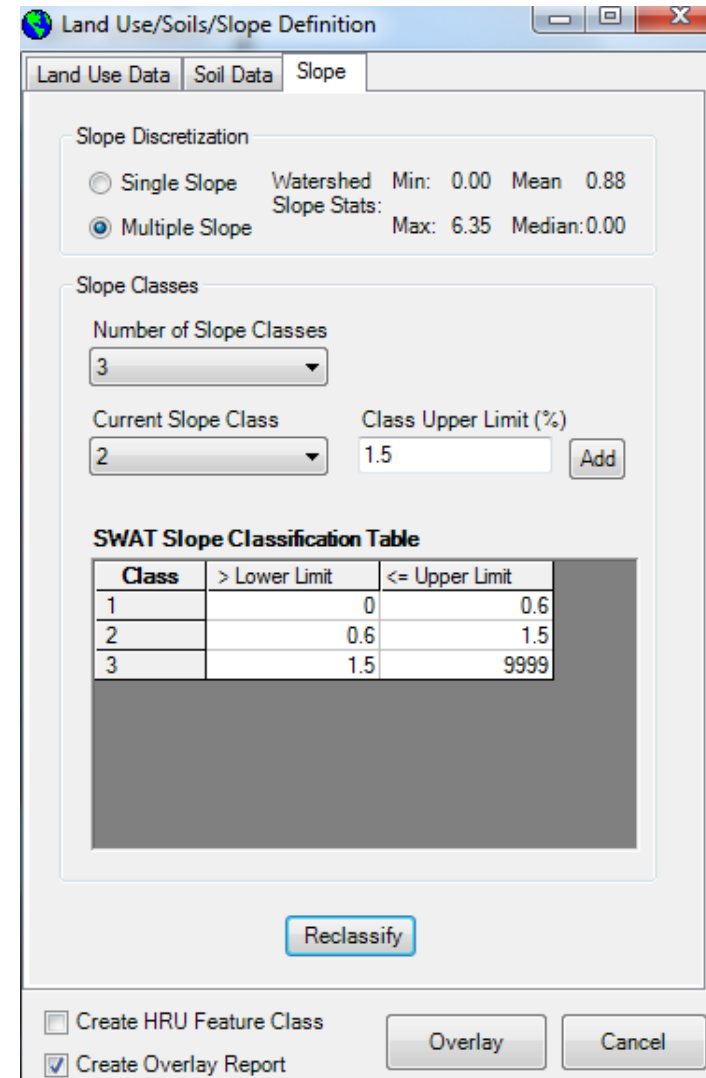 Land Use/Soils/Slope Definition
Land Use Data Soil Data Slope
Slope Discretization
Single Slope Watershed Min: 0.00 Mean 0.88
Multiple Slope Slope Stats: Max: 6.35 Median: 0.00
Slope Classes
Number of Slope Classes
3
Current Slope Class Class Upper Limit (%)
2 1.5 Add
SWAT Slope Classification Table
Class > Lower Limit <= Upper Limit
1 0 0.6
2 0.6 1.5
3 1.5 9999
Reclassify
Create HRU Feature Class
Create Overlay Report
Overlay Cancel